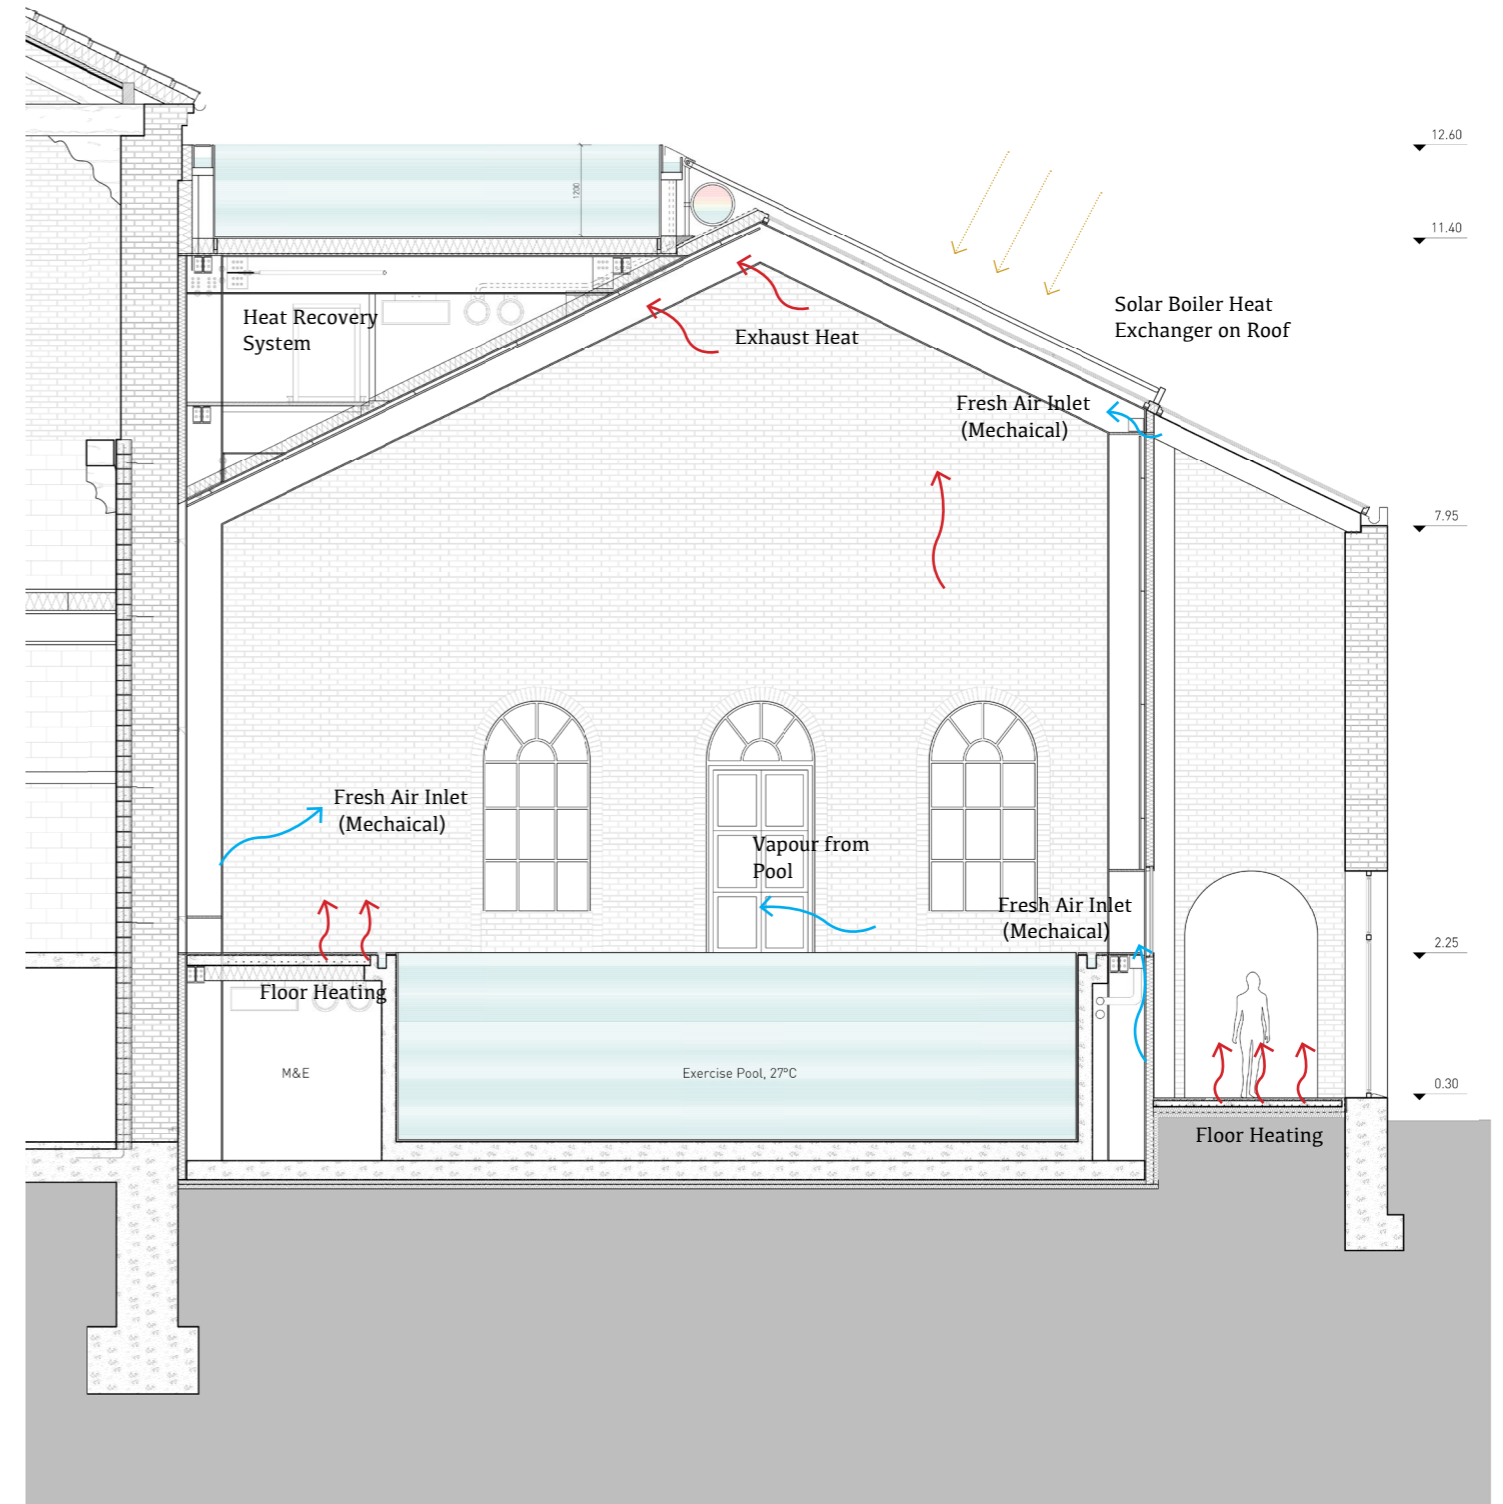 12.60
1200
11.40
Heat Recovery
System
Exhaust Heat
Solar Boiler Heat
Exchanger on Roof
Fresh Air Inlet
(Mechaical)
7.95
Fresh Air Inlet
(Mechaical)
Vapour from
Pool
Fresh Air Inlet
(Mechaical)
2.25
Floor Heating
M&E
Exercise Pool, 27°C
0.30
Floor Heating